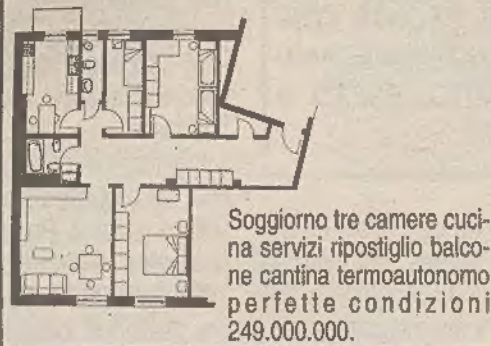 Soggiorno tre camere cuci-
na servizi ripostiglio balco-
ne cantina termoautonomo
perfette condizioni
249.000.000.